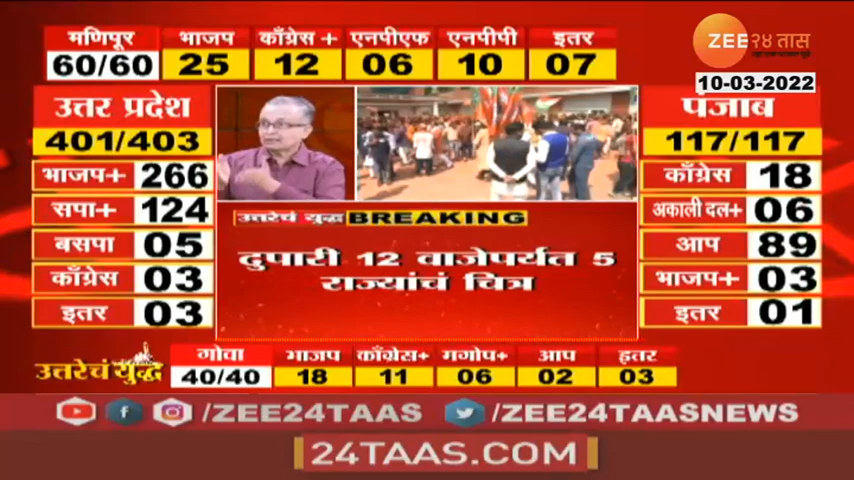 मणिपूर भाजप काँग्रेस + एनपीएफ एनपीपी इतर
60/60 25 12 06 10 07
ZEE २४ तास
10-03-2022
उत्तर प्रदेश
401/403
भाजप+ 266
सपा+ 124
बसपा 05
काँग्रेस 03
इतर 03
उत्तरेचं युद्ध BREAKING
दुपारी 12 वाजेपर्यंत 5
राज्यांचं चित्र
पंजाब
117/117
काँग्रेस 18
अकाली दल+ 06
आप 89
भाजप+ 03
इतर 01
उत्तरेचं युद्ध
गोवा भाजप काँग्रेस+ मगोप+ आप इतर
40/40 18 11 06 02 03
/ZEE24TAAS /ZEE24TAASNEWS
24TAAS.COM